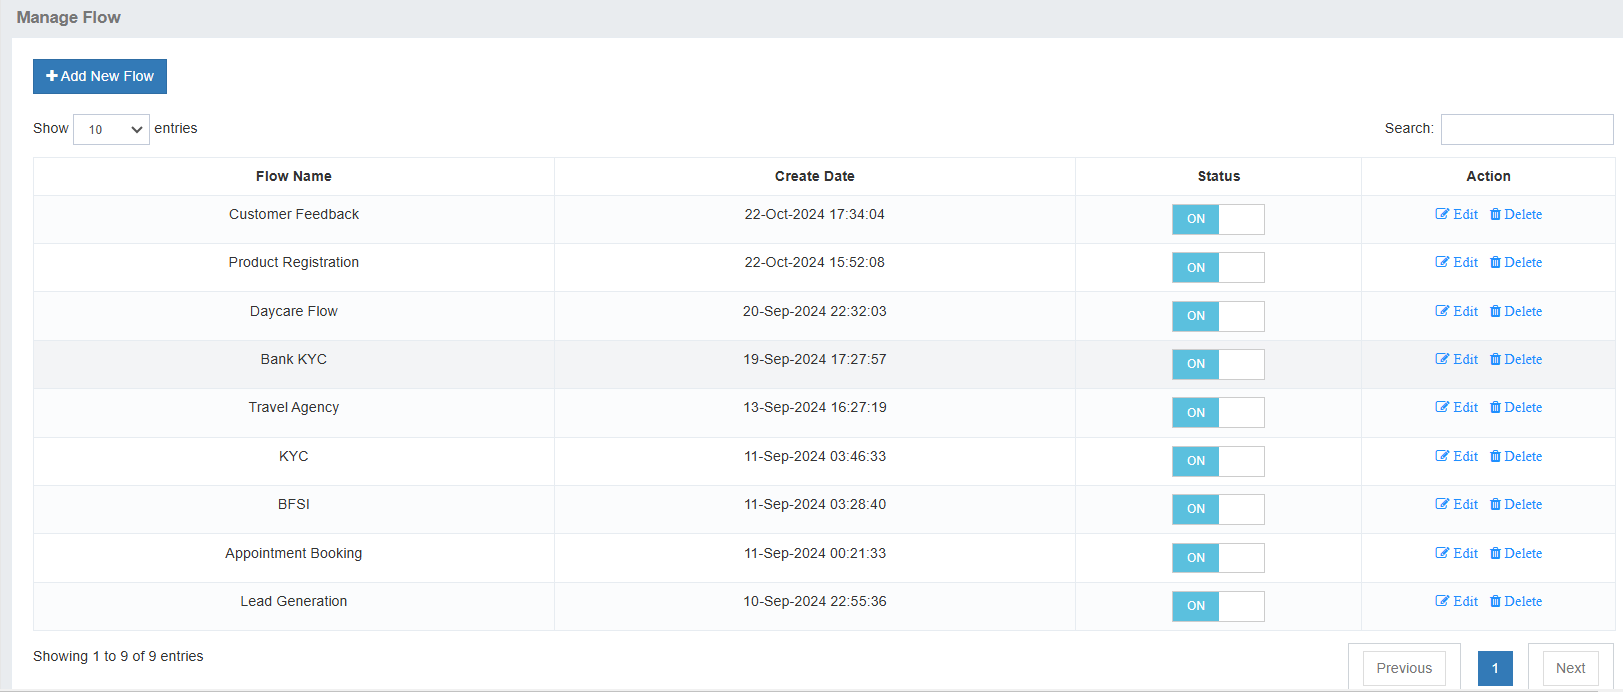 Manage Flow
Add New Flow
Show 10 entries Search:
Flow Name Create Date Status Action
Customer Feedback 22-Oct-2024 17:34:04 ON Edit Delete
Product Registration 22-Oct-2024 15:52:08 ON Edit Delete
Daycare Flow 20-Sep-2024 22:32:03 ON Edit Delete
Bank KYC 19-Sep-2024 17:27:57 ON Edit Delete
Travel Agency 13-Sep-2024 16:27:19 ON Edit Delete
KYC 11-Sep-2024 03:46:33 ON Edit Delete
BFSI 11-Sep-2024 03:28:40 ON Edit Delete
Appointment Booking 11-Sep-2024 00:21:33 ON Edit Delete
Lead Generation 10-Sep-2024 22:55:36 ON Edit Delete
Showing 1 to 9 of 9 entries Previous 1 Next